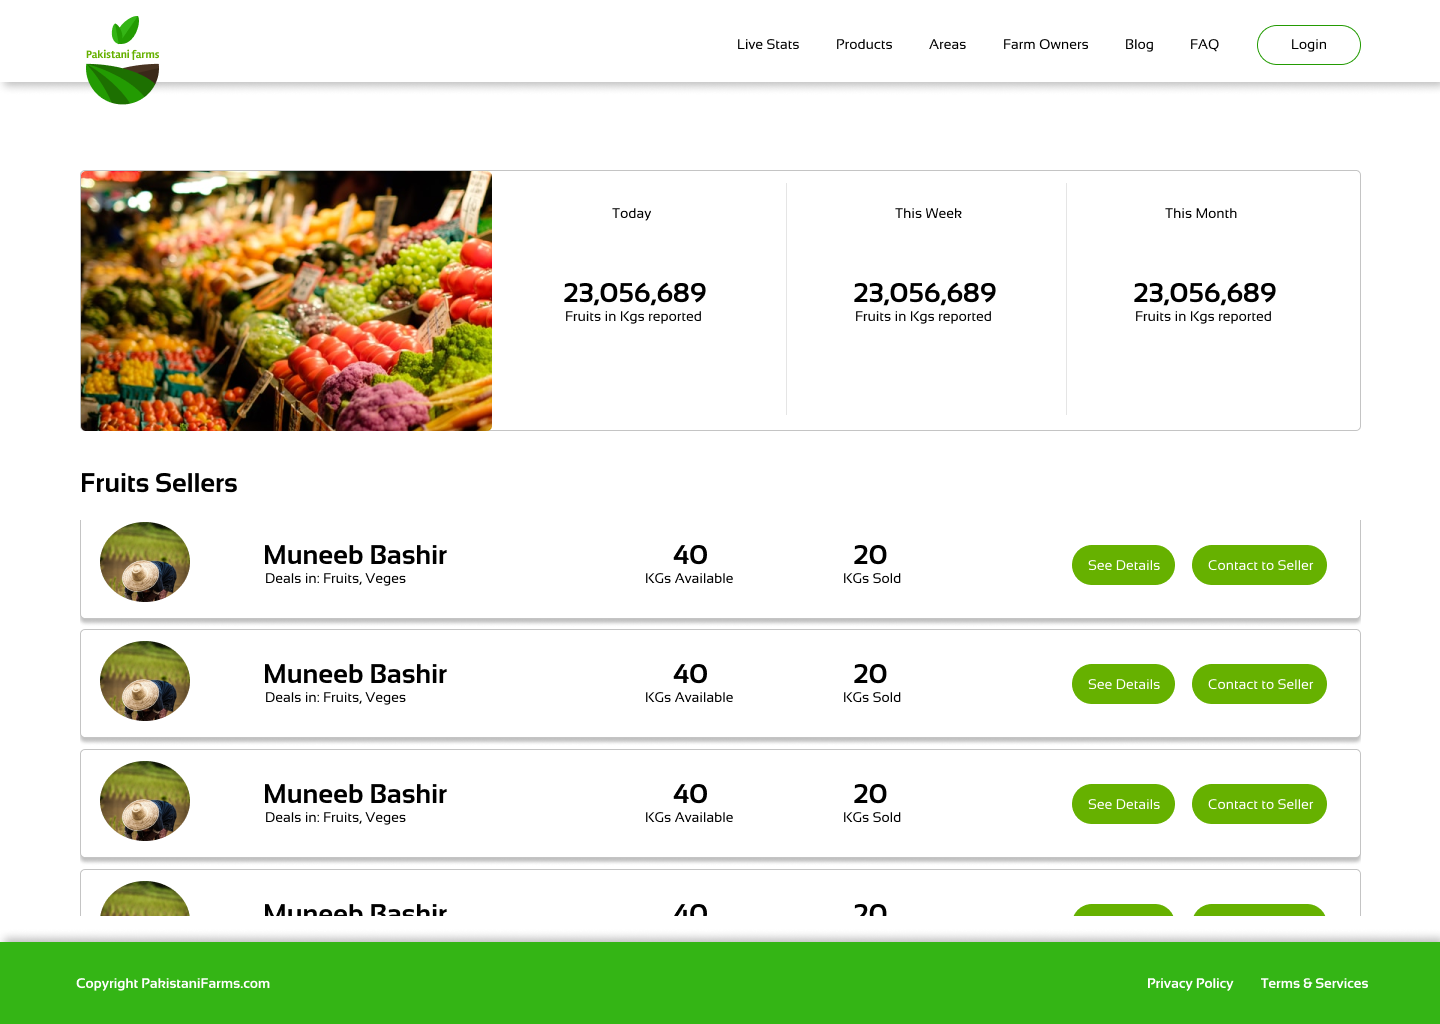 Pakistani farms
Live Stats Products Areas Farm Owners Blog FAQ Login
Today This Week This Month
23,056,689 23,056,689 23,056,689
Fruits in Kgs reported Fruits in Kgs reported Fruits in Kgs reported
Fruits Sellers
Muneeb Bashir 40 20
Deals in: Fruits, Veges KGs Available KGs Sold See Details Contact to Seller
Muneeb Bashir 40 20
Deals in: Fruits, Veges KGs Available KGs Sold See Details Contact to Seller
Muneeb Bashir 40 20
Deals in: Fruits, Veges KGs Available KGs Sold See Details Contact to Seller
Muneeb Bashir 40 20
Copyright PakistaniFarms.com Privacy Policy Terms & Services